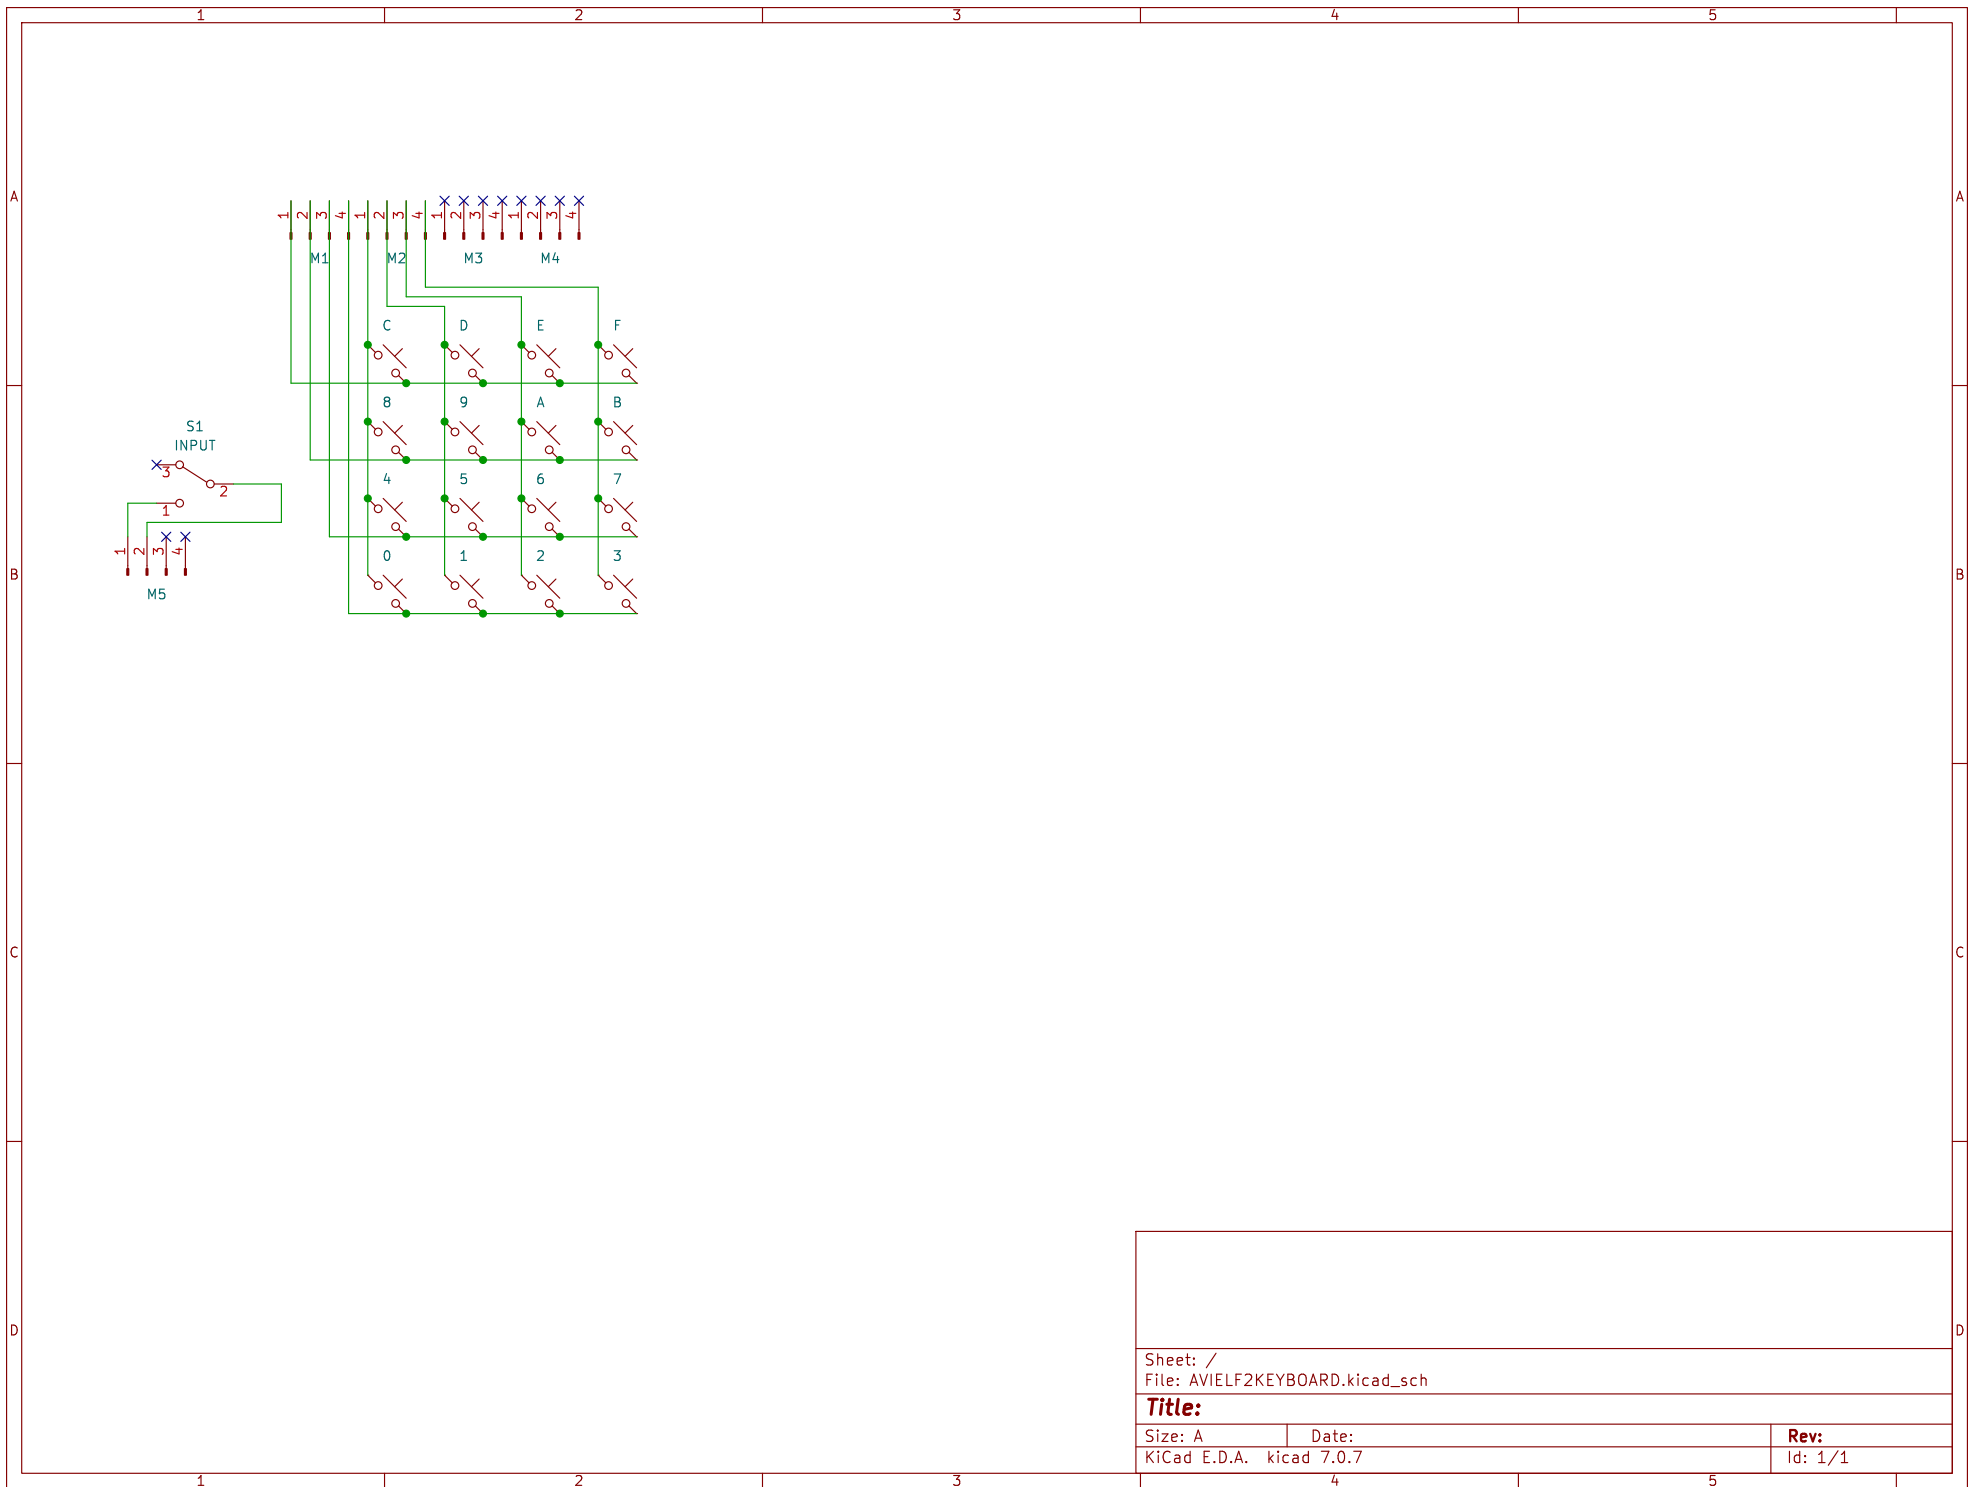 1 2 3 4 5
A A
1 2 3 4 1 2 3 4 1 2 3 4 1 2 3 4
M1 M2 M3 M4
C D E F
8 9 A B
S1
INPUT
3
4 5 6 7
2
1
1 2 3 4
0 1 2 3
B B
M5
C C
D D
Sheet: /
File: AVIELF2KEYBOARD.kicad_sch
Title:
Size: A Date: Rev:
KiCad E.D.A. kicad 7.0.7 Id: 1/1
1 2 3 4 5